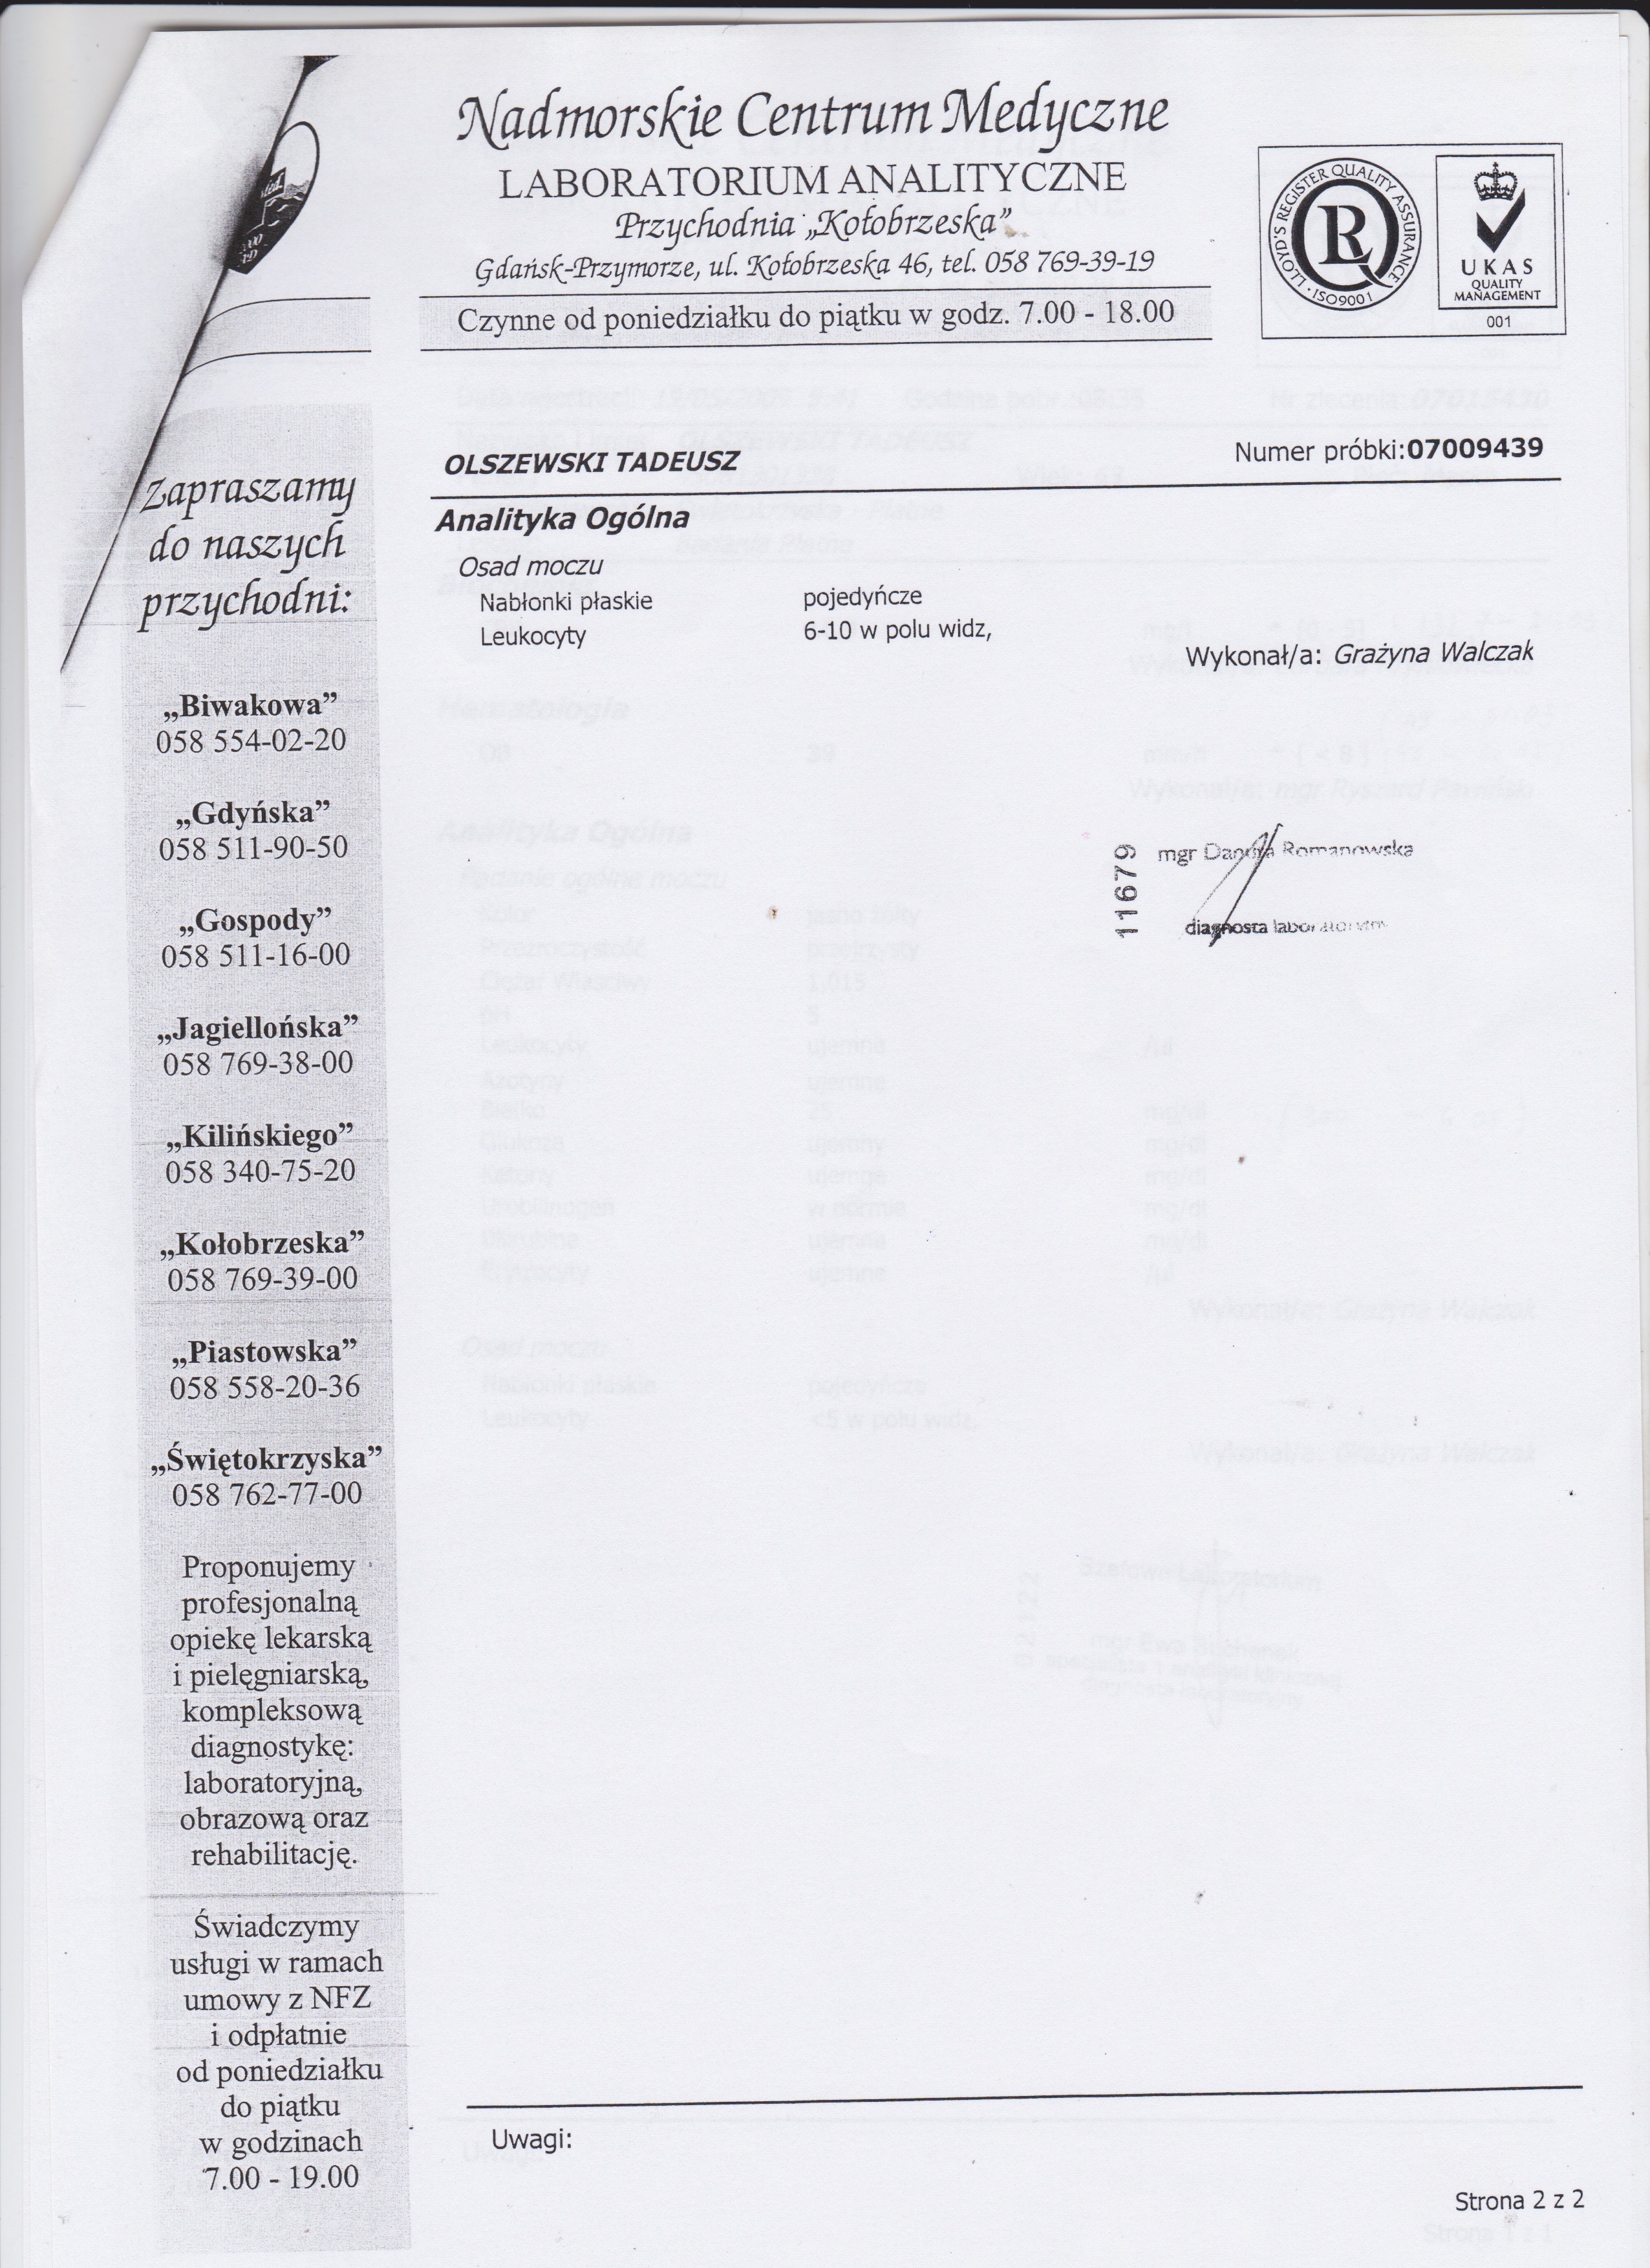 Nadmorskie Centrum Medyczne
LABORATORIUM ANALITYCZNE
Przychodnia „Kołobrzeska”
Gdańsk-Przymorze, ul. Kołobrzeska 46, tel. 058 769-39-19
Czynne od poniedziałku do piątku w godz. 7.00 - 18.00
LLOYD'S REGISTER QUALITY ASSURANCE
ISO9001
LRQ
UKAS
QUALITY
MANAGEMENT
001
OLSZEWSKI TADEUSZ
Numer próbki:07009439
Analityka Ogólna
Osad moczu
Nabłonki płaskie pojedyńcze
Leukocyty 6-10 w polu widz,
Wykonał/a: Grażyna Walczak
11679
mgr Danuta Romanowska
diagnosta laboratoryjny
Zapraszamy
do naszych
przychodni:
„Biwakowa”
058 554-02-20
„Gdyńska”
058 511-90-50
„Gospody”
058 511-16-00
„Jagiellońska”
058 769-38-00
„Kilińskiego”
058 340-75-20
„Kołobrzeska”
058 769-39-00
„Piastowska”
058 558-20-36
„Świętokrzyska”
058 762-77-00
Proponujemy
profesjonalną
opiekę lekarską
i pielęgniarską,
kompleksową
diagnostykę:
laboratoryjną,
obrazową oraz
rehabilitację.
Świadczymy
usługi w ramach
umowy z NFZ
i odpłatnie
od poniedziałku
do piątku
w godzinach
7.00 - 19.00
Uwagi:
Strona 2 z 2